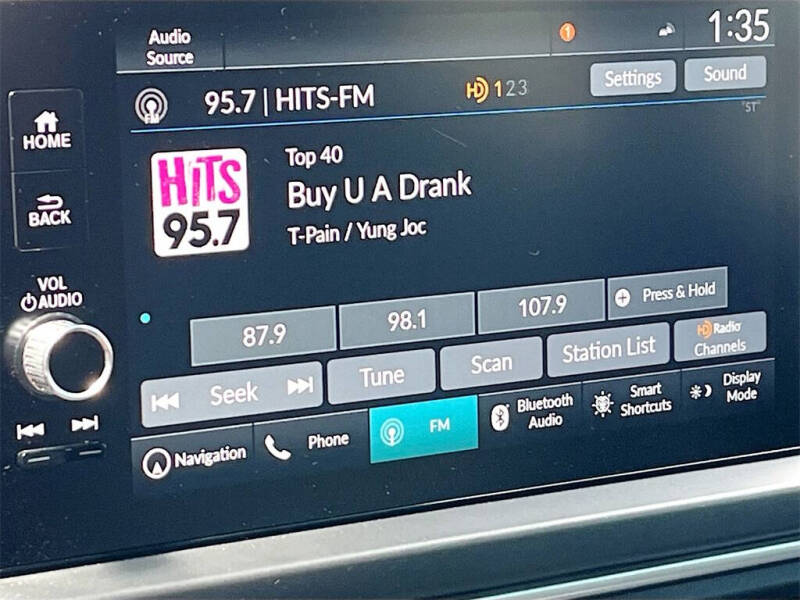 Audio
Source
1
1:35
FM
95.7 | HITS-FM
HD 1 2 3
Settings
Sound
"ST"
HOME
BACK
VOL
AUDIO
HiTS
95.7
Top 40
Buy U A Drank
T-Pain / Yung Joc
87.9
98.1
107.9
Press & Hold
Seek
Tune
Scan
Station List
HD Radio
Channels
Navigation
Phone
FM
Bluetooth
Audio
Smart
Shortcuts
Display
Mode